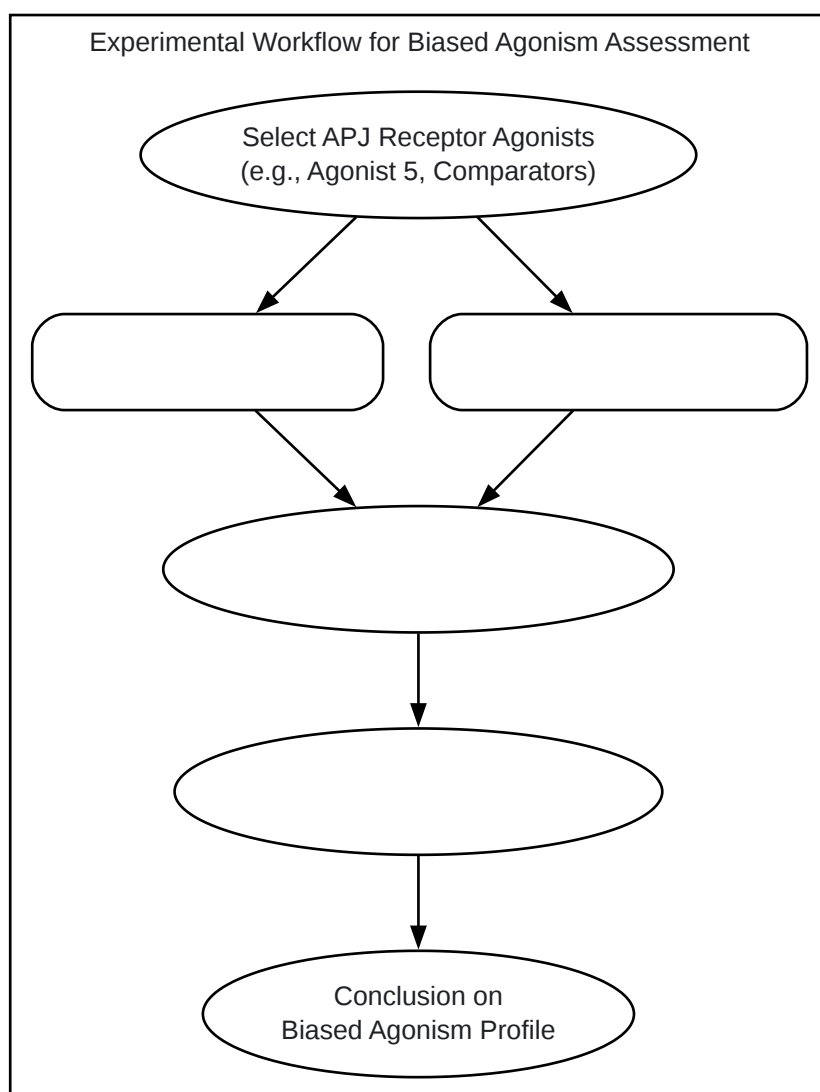 Experimental Workflow for Biased Agonism Assessment
Select APJ Receptor Agonists
(e.g., Agonist 5, Comparators)
Conclusion on
Biased Agonism Profile